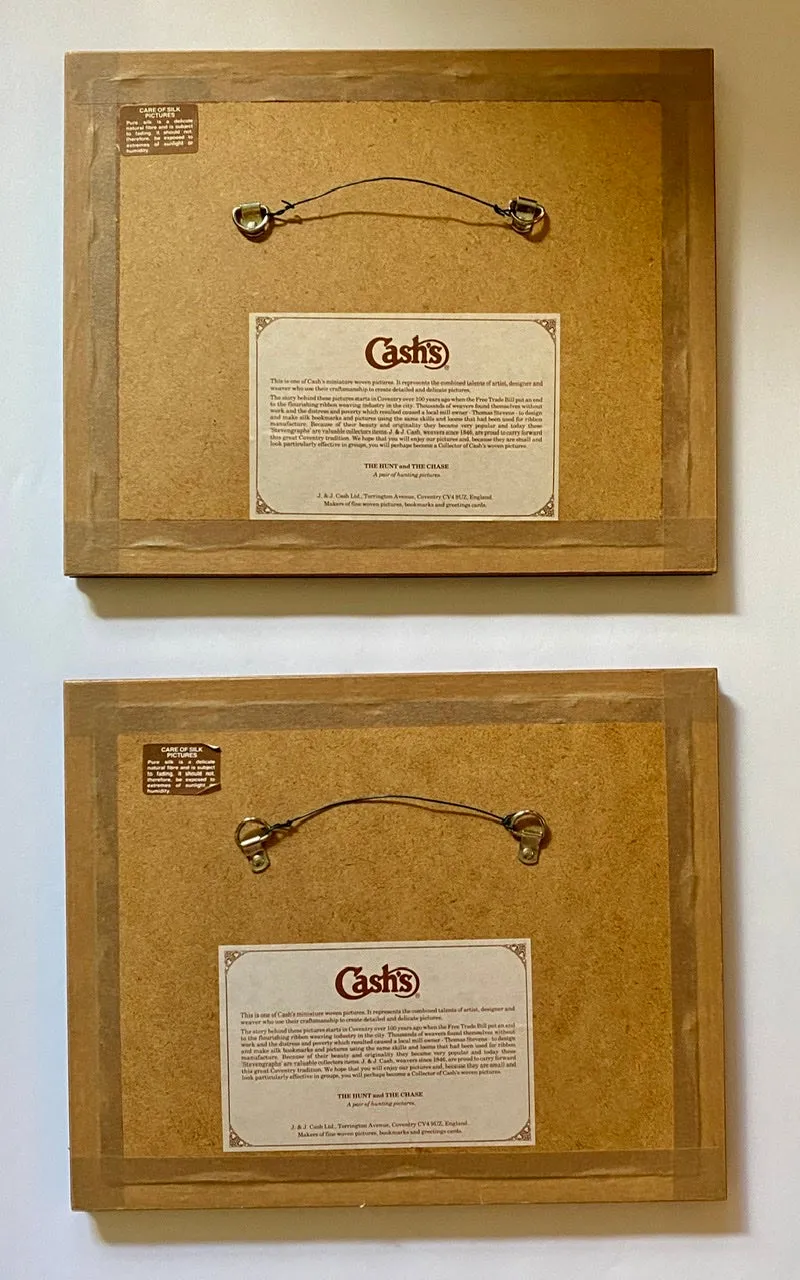 CARE OF SILK
PICTURES
Pure silk is a delicate
natural fibre and is subject
to fading, it should not,
therefore, be exposed to
extremes of sunlight or
humidity.
Cash's
This is one of Cash's miniature woven pictures. It represents the combined talents of artist, designer and
weaver who use their craftsmanship to create detailed and delicate pictures.
The story behind these pictures starts in Coventry over 100 years ago when the Free Trade Bill put an end
to the flourishing ribbon weaving industry in the city. Thousands of weavers found themselves without
work and the distress and poverty which resulted caused a local mill owner - Thomas Stevens - to design
and make silk bookmarks and pictures using the same skills and looms that had been used for ribbon
manufacture. Because of their beauty and originality they became very popular and today these
'Stevengraphs' are valuable collectors items. J. & J. Cash, weavers since 1846, are proud to carry forward
this great Coventry tradition. We hope that you will enjoy our pictures and, because they are small and
look particularly effective in groups, you will perhaps become a Collector of Cash's woven pictures.
THE HUNT and THE CHASE
A pair of hunting pictures.
J. & J. Cash Ltd., Torrington Avenue, Coventry CV4 9UZ, England.
Makers of fine woven pictures, bookmarks and greetings cards.
CARE OF SILK
PICTURES
Pure silk is a delicate
natural fibre and is subject
to fading, it should not,
therefore, be exposed to
extremes of sunlight or
humidity.
Cash's®
This is one of Cash's miniature woven pictures. It represents the combined talents of artist, designer and
weaver who use their craftsmanship to create detailed and delicate pictures.
The story behind these pictures starts in Coventry over 100 years ago when the Free Trade Bill put an end
to the flourishing ribbon weaving industry in the city. Thousands of weavers found themselves without
work and the distress and poverty which resulted caused a local mill owner - Thomas Stevens - to design
and make silk bookmarks and pictures using the same skills and looms that had been used for ribbon
manufacture. Because of their beauty and originality they became very popular and today these
'Stevengraphs' are valuable collectors items. J. & J. Cash, weavers since 1846, are proud to carry forward
this great Coventry tradition. We hope that you will enjoy our pictures and, because they are small and
look particularly effective in groups, you will perhaps become a Collector of Cash's woven pictures.
THE HUNT and THE CHASE
A pair of hunting pictures.
J. & J. Cash Ltd., Torrington Avenue, Coventry CV4 9UZ, England.
Makers of fine woven pictures, bookmarks and greetings cards.